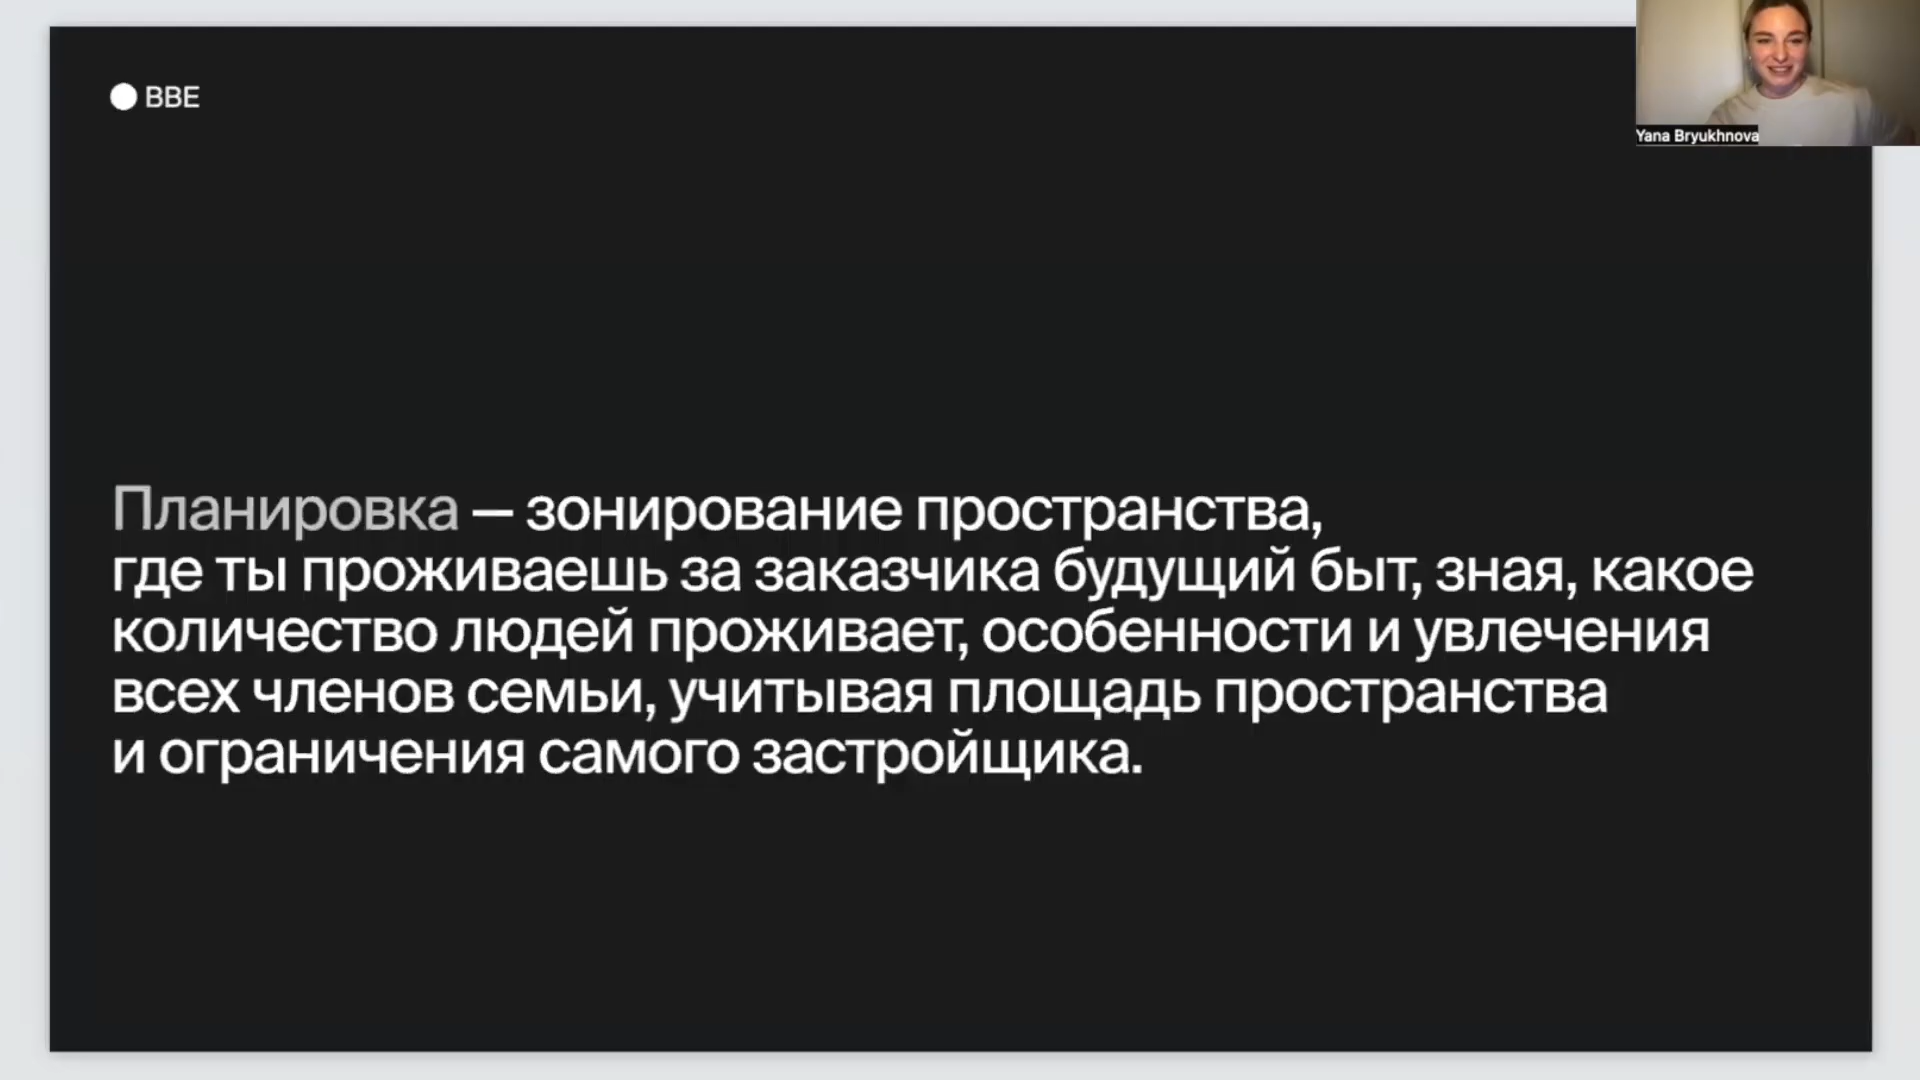 BBE
Yana Bryukhnova
Планировка — зонирование пространства,
где ты проживаешь за заказчика будущий быт, зная, какое
количество людей проживает, особенности и увлечения
всех членов семьи, учитывая площадь пространства
и ограничения самого застройщика.